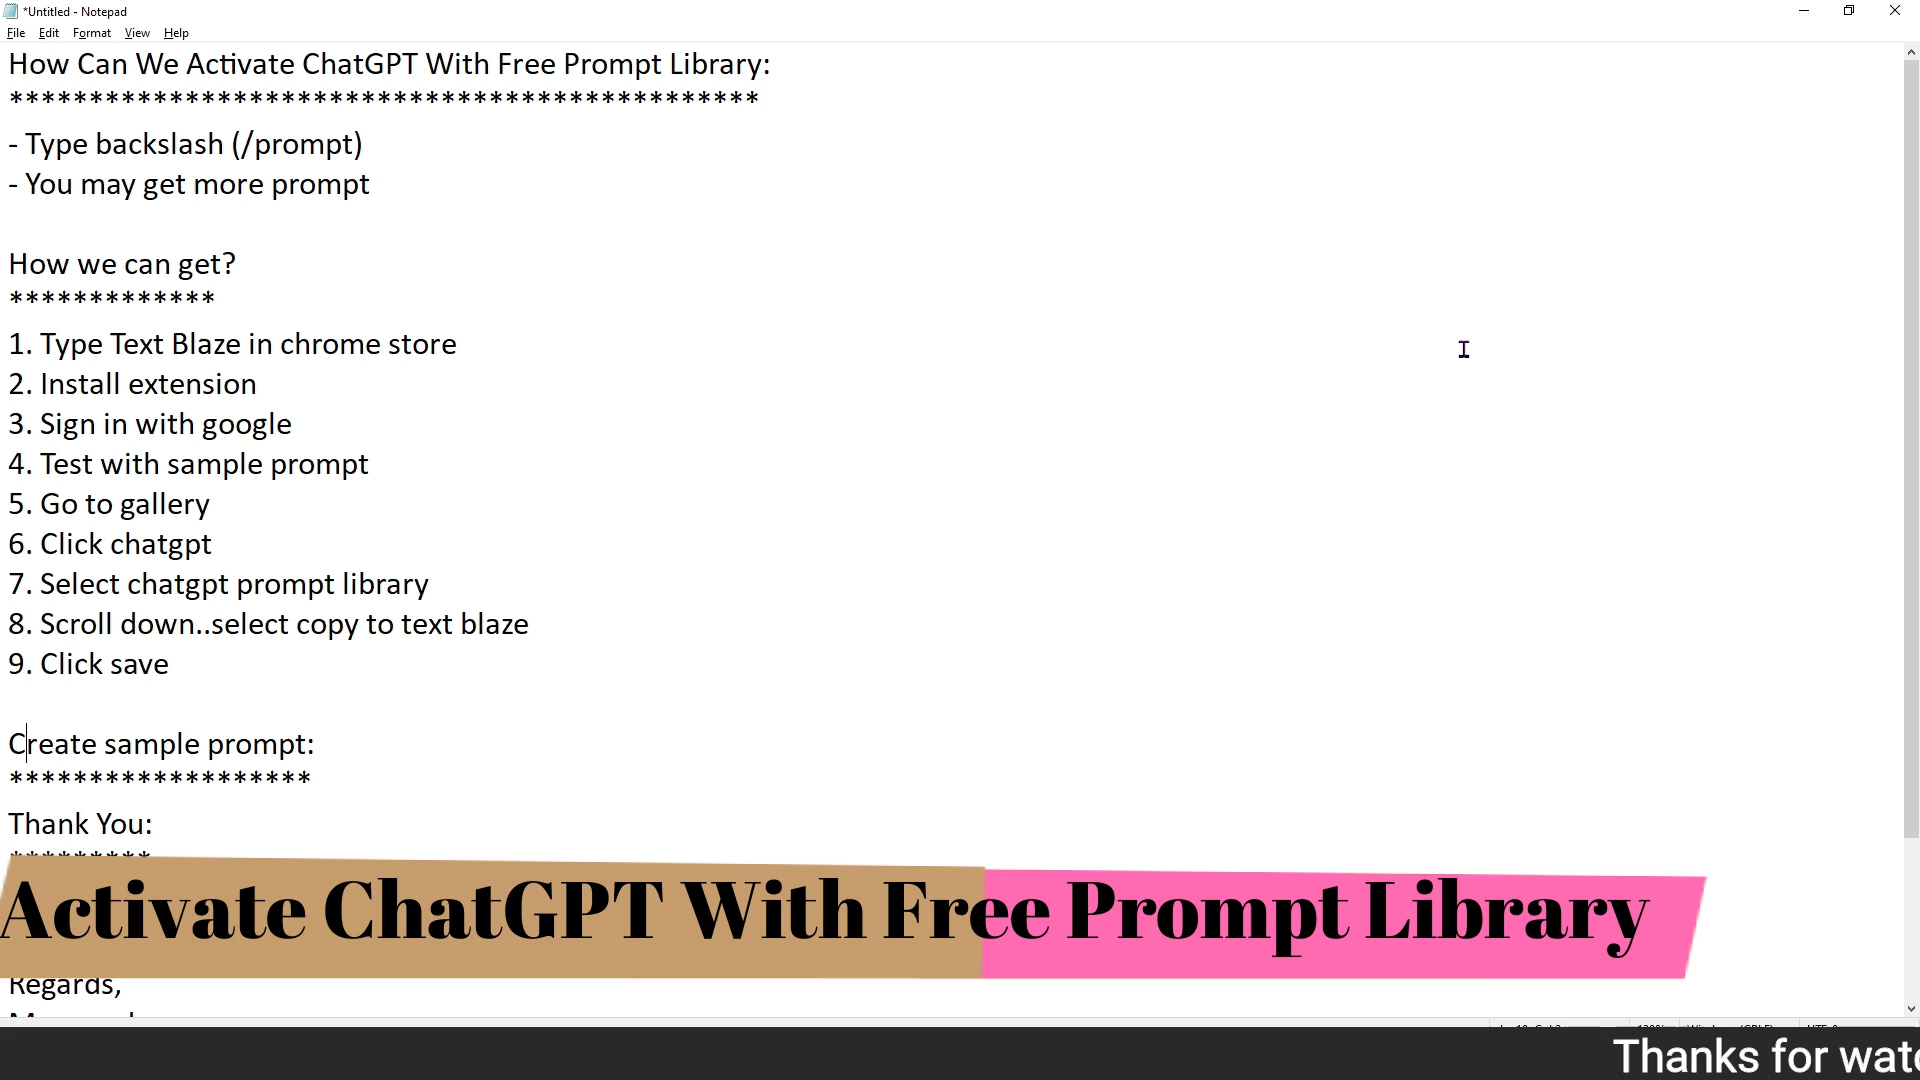 *Untitled - Notepad
File Edit Format View Help
How Can We Activate ChatGPT With Free Prompt Library:
***********************************************
- Type backslash (/prompt)
- You may get more prompt
How we can get?
*************
1. Type Text Blaze in chrome store
2. Install extension
3. Sign in with google
4. Test with sample prompt
5. Go to gallery
6. Click chatgpt
7. Select chatgpt prompt library
8. Scroll down..select copy to text blaze
9. Click save
Create sample prompt:
*******************
Thank You:
*********
Activate ChatGPT With Free Prompt Library
Regards,
Thanks for